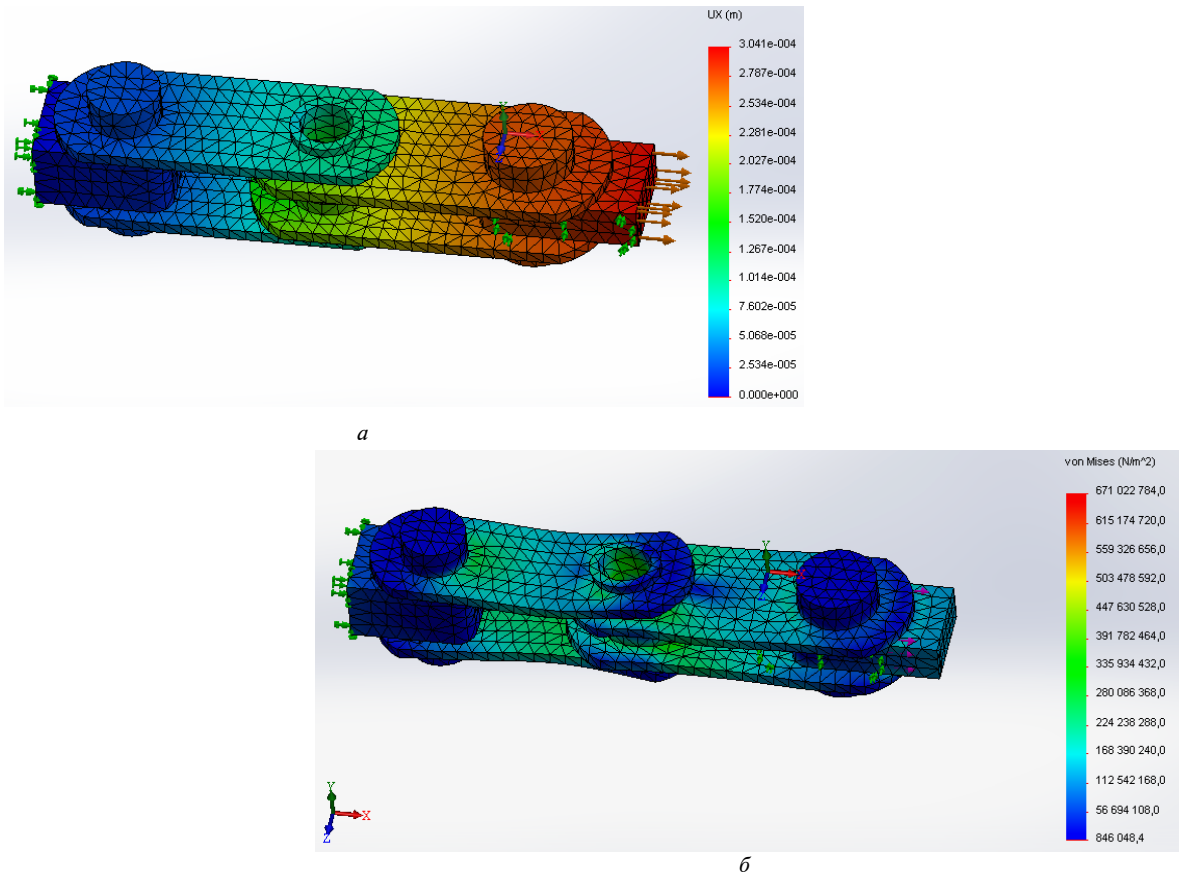 UX (m)
3.041e-004
2.787e-004
2.534e-004
2.281e-004
2.027e-004
1.774e-004
1.520e-004
1.267e-004
1.014e-004
7.602e-005
5.068e-005
2.534e-005
0.000e+000
а
von Mises (N/m^2)
671 022 784,0
615 174 720,0
559 326 656,0
503 478 592,0
447 630 528,0
391 782 464,0
335 934 432,0
280 086 368,0
224 238 288,0
168 390 240,0
112 542 168,0
56 694 108,0
846 048,4
Y
X
Y
X
Z
б